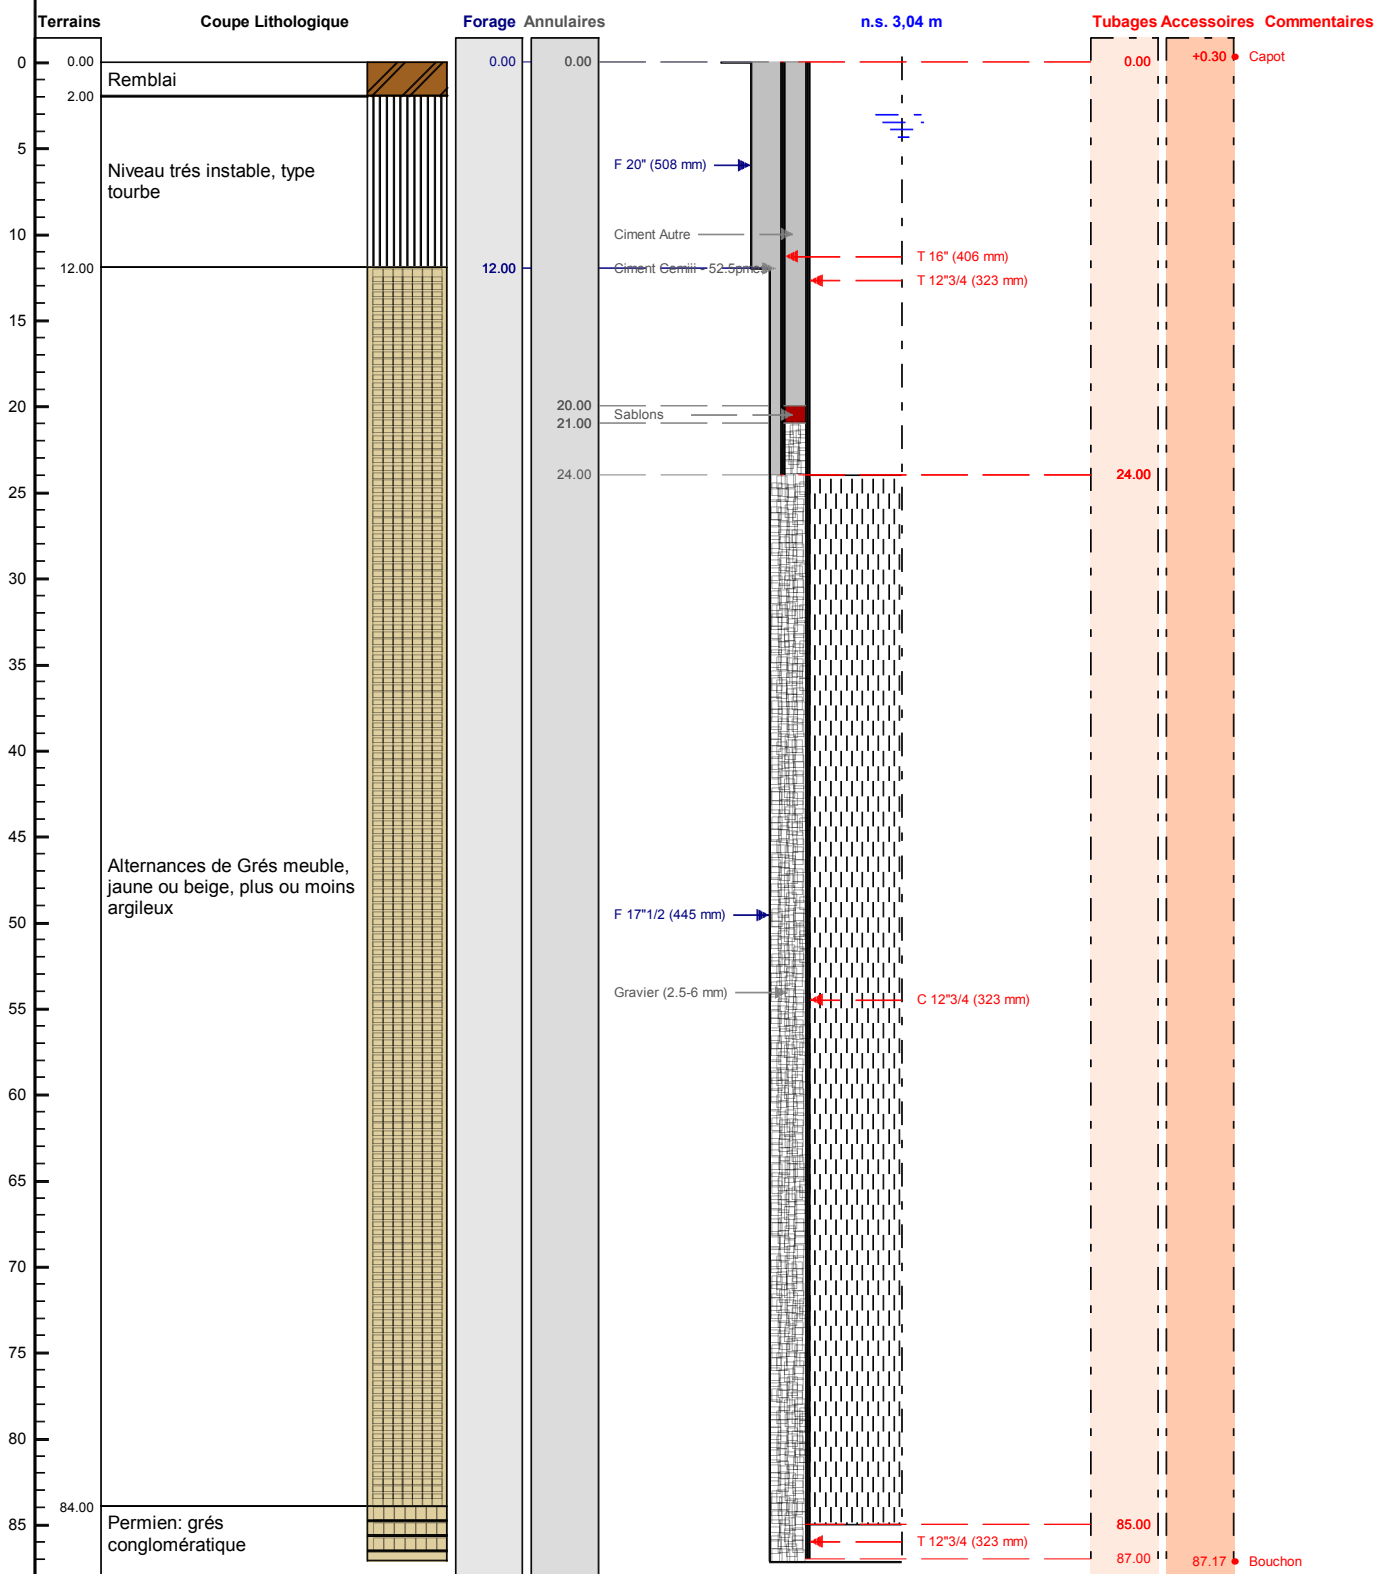 Terrains Coupe Lithologique Forage Annulaires n.s. 3,04 m Tubages Accessoires Commentaires
+0.30 Capot
0 0.00 0.00 0.00 0.00
Remblai
2.00
5
Niveau trés instable, type
tourbe
F 20" (508 mm)
10
Ciment Autre
T 16" (406 mm)
12.00 12.00 Ciment Cemiii - 52.5pmes
T 12"3/4 (323 mm)
15
20 20.00
Sablons
21.00
24.00 24.00
25
30
35
40
45
Alternances de Grés meuble,
jaune ou beige, plus ou moins
argileux
50
F 17"1/2 (445 mm)
Gravier (2.5-6 mm)
C 12"3/4 (323 mm)
55
60
65
70
75
80
84.00
85 85.00
Permien: grés
conglomératique
T 12"3/4 (323 mm)
87.00 87.17 Bouchon